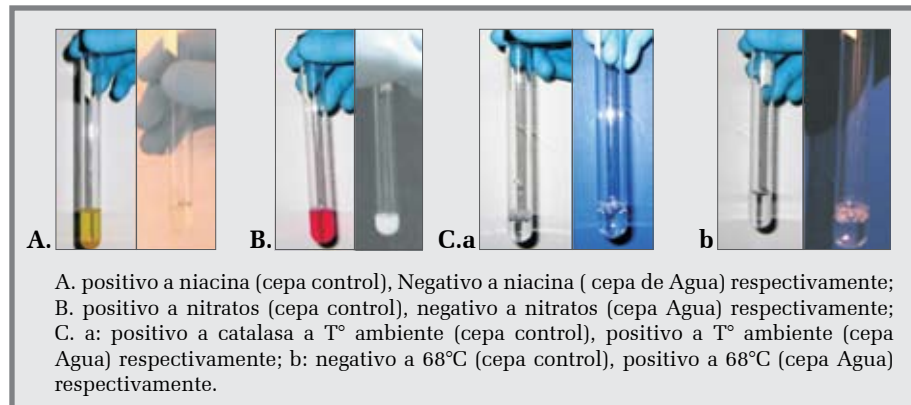 A. B. C.a b
A. positivo a niacina (cepa control), Negativo a niacina ( cepa de Agua) respectivamente;
B. positivo a nitratos (cepa control), negativo a nitratos (cepa Agua) respectivamente;
C. a: positivo a catalasa a T° ambiente (cepa control), positivo a T° ambiente (cepa
Agua) respectivamente; b: negativo a 68°C (cepa control), positivo a 68°C (cepa Agua)
respectivamente.